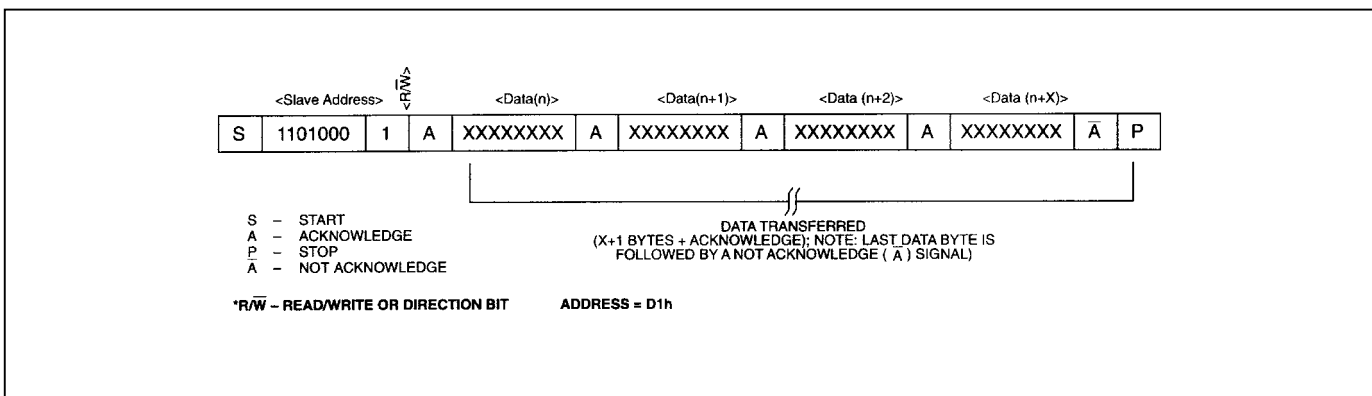 <Slave Address> <R/W̅> <Data(n)> <Data(n+1)> <Data (n+2)> <Data (n+X)>
S 1101000 1 A XXXXXXXX A XXXXXXXX A XXXXXXXX A XXXXXXXX A̅ P
S – START
A – ACKNOWLEDGE
P – STOP
A̅ – NOT ACKNOWLEDGE
DATA TRANSFERRED
(X+1 BYTES + ACKNOWLEDGE); NOTE: LAST DATA BYTE IS
FOLLOWED BY A NOT ACKNOWLEDGE ( A̅ ) SIGNAL)
*R/W̅ – READ/WRITE OR DIRECTION BIT ADDRESS = D1h